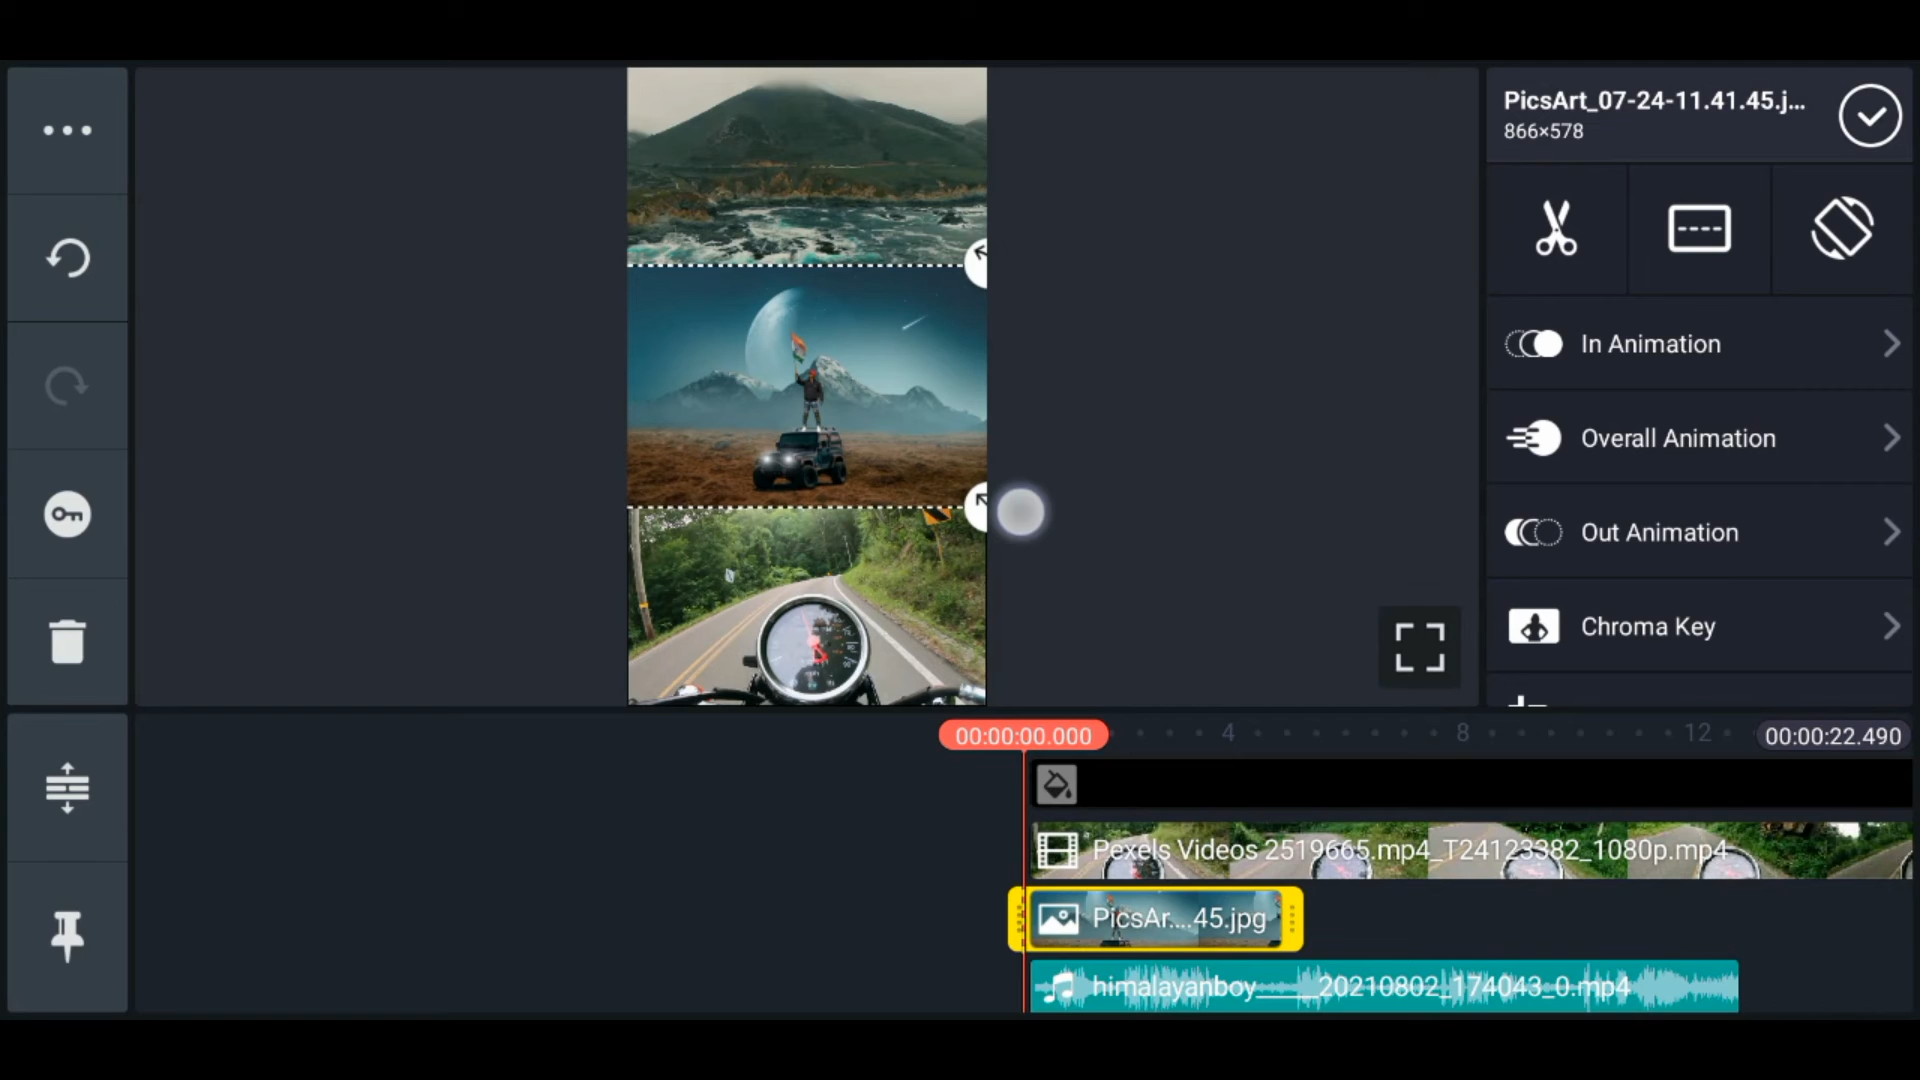 PicsArt_07-24-11.41.45.j...
866×578
In Animation
Overall Animation
Out Animation
Chroma Key
00:00:00.000
4
8
12
00:00:22.490
Pexels Videos 2519665.mp4_T24123382_1080p.mp4
PicsAr....45.jpg
himalayanboy____20210802_174043_0.mp4